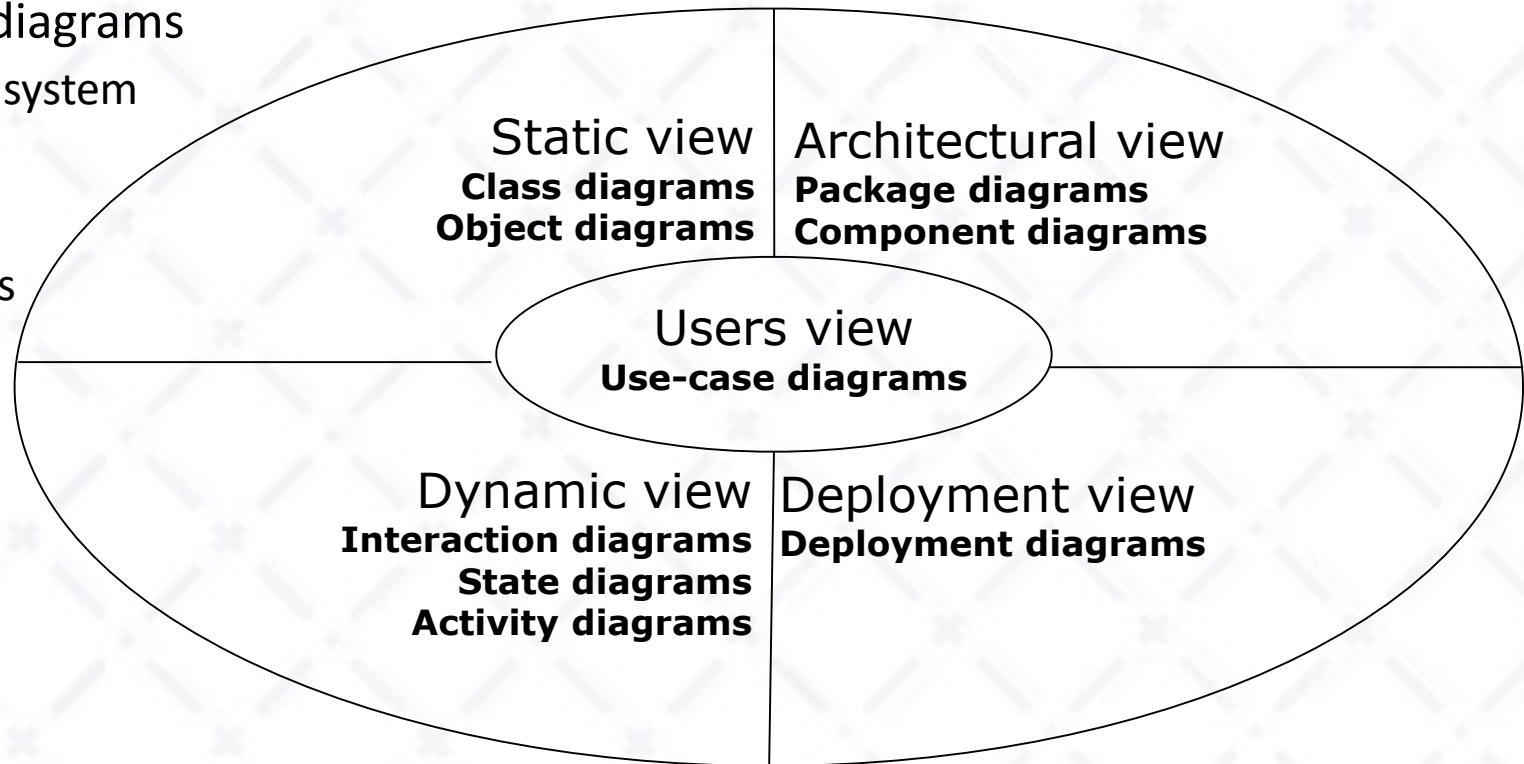 diagrams
system
s
Static view
Class diagrams
Object diagrams
Architectural view
Package diagrams
Component diagrams
Users view
Use-case diagrams
Dynamic view
Interaction diagrams
State diagrams
Activity diagrams
Deployment view
Deployment diagrams